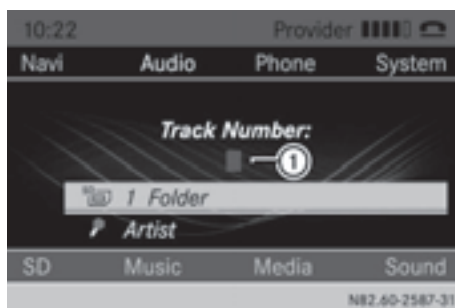 10:22 Provider
Navi Audio Phone System
Track Number:
1
1 Folder
Artist
SD Music Media Sound
N82.60-2587-31